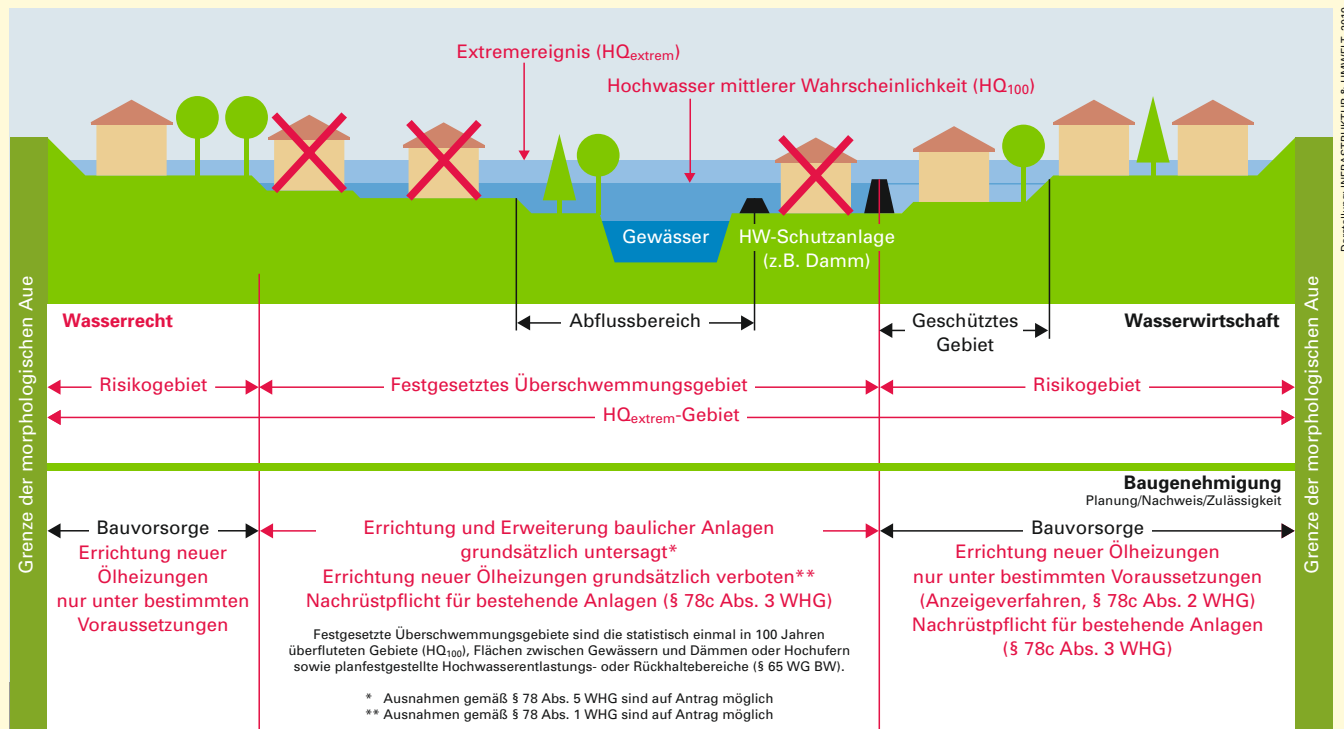 Extremereignis (HQextrem)
Hochwasser mittlerer Wahrscheinlichkeit (HQ100)
Gewässer
HW-Schutzanlage
(z.B. Damm)
Grenze der morphologischen Aue
Grenze der morphologischen Aue
Wasserrecht
Abflussbereich
Geschütztes
Gebiet
Wasserwirtschaft
Risikogebiet
Festgesetztes Überschwemmungsgebiet
Risikogebiet
HQextrem-Gebiet
Baugenehmigung
Planung/Nachweis/Zulässigkeit
Bauvorsorge
Errichtung neuer
Ölheizungen
nur unter bestimmten
Voraussetzungen
Errichtung und Erweiterung baulicher Anlagen
grundsätzlich untersagt*
Errichtung neuer Ölheizungen grundsätzlich verboten**
Nachrüstpflicht für bestehende Anlagen (§ 78c Abs. 3 WHG)
Festgesetzte Überschwemmungsgebiete sind die statistisch einmal in 100 Jahren
überfluteten Gebiete (HQ100), Flächen zwischen Gewässern und Dämmen oder Hochufern
sowie planfestgestellte Hochwasserentlastungs- oder Rückhaltebereiche (§ 65 WG BW).
* Ausnahmen gemäß § 78 Abs. 5 WHG sind auf Antrag möglich
** Ausnahmen gemäß § 78 Abs. 1 WHG sind auf Antrag möglich
Bauvorsorge
Errichtung neuer Ölheizungen
nur unter bestimmten Voraussetzungen
(Anzeigeverfahren, § 78c Abs. 2 WHG)
Nachrüstpflicht für bestehende Anlagen
(§ 78c Abs. 3 WHG)